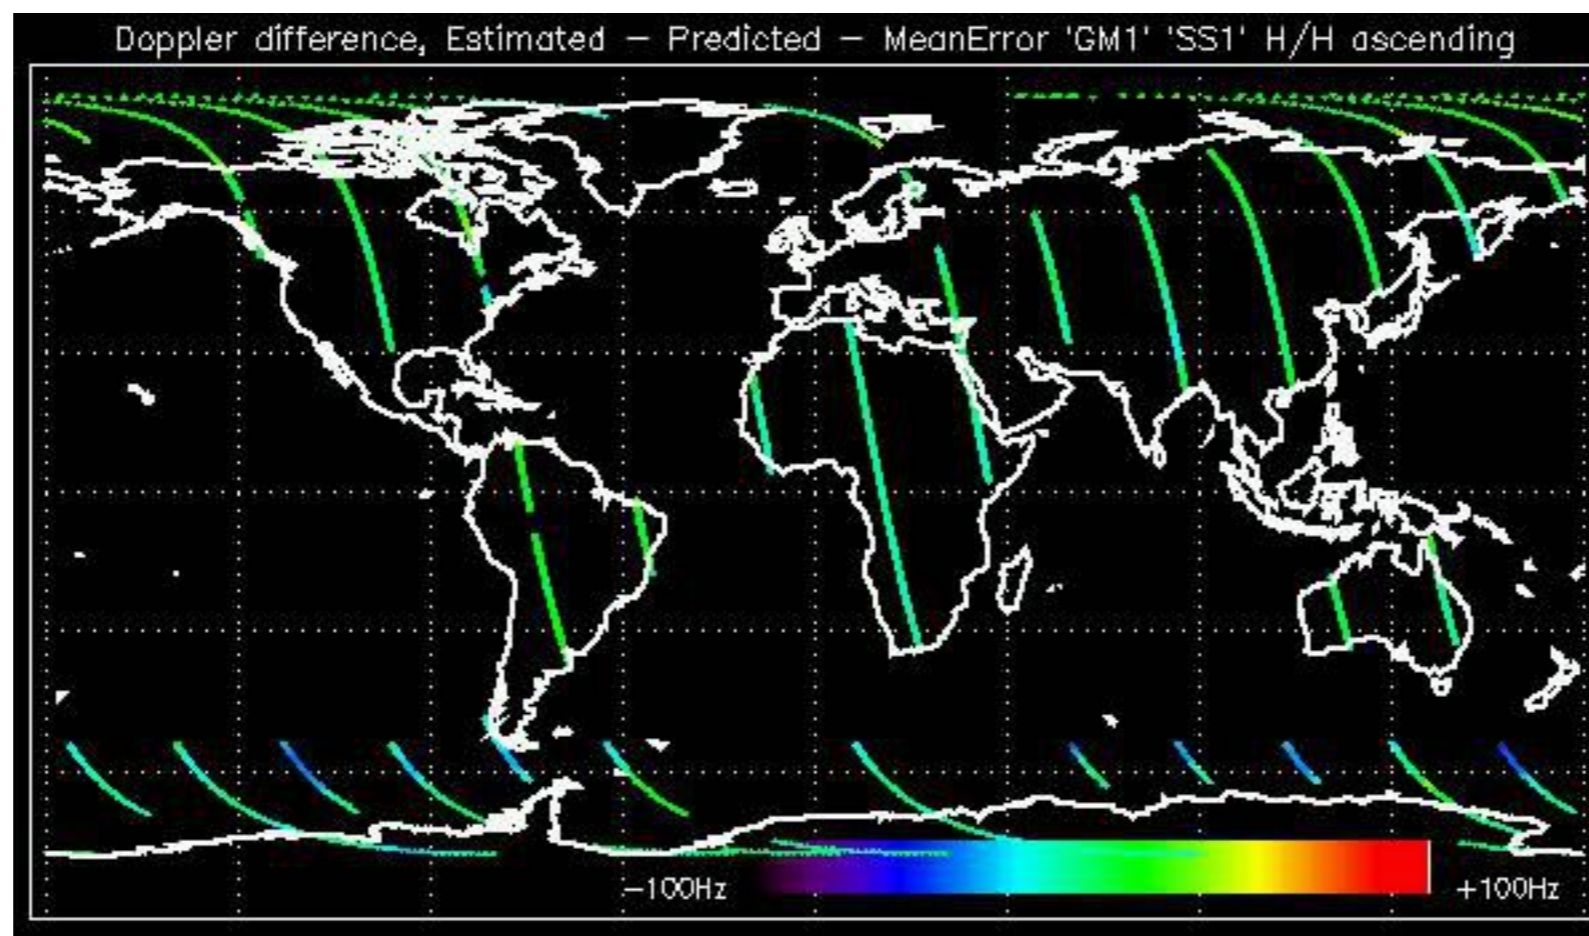 Doppler difference, Estimated – Predicted – MeanError 'GM1' 'SS1' H/H ascending
–100Hz
+100Hz